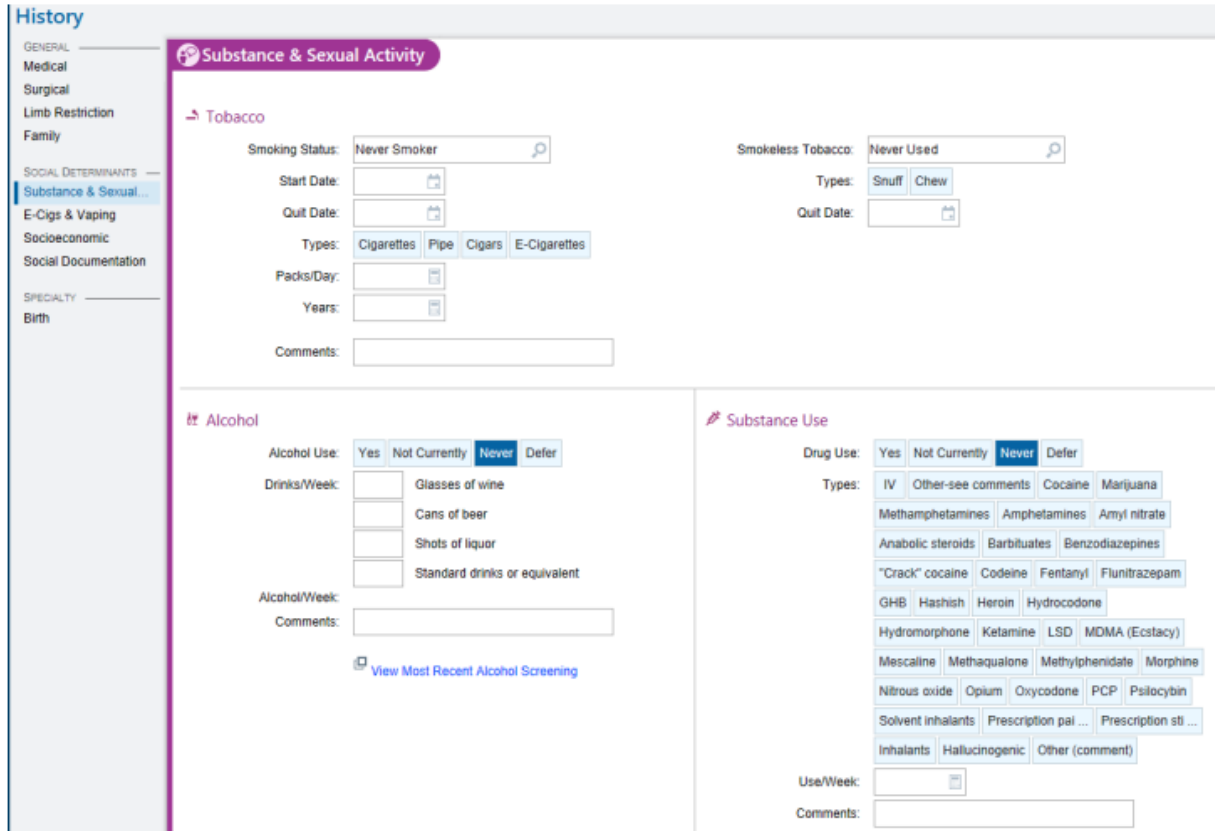 History
GENERAL
Medical
Surgical
Limb Restriction
Family
SOCIAL DETERMINANTS
Substance & Sexual...
E-Cigs & Vaping
Socioeconomic
Social Documentation
SPECIALTY
Birth
Substance & Sexual Activity
Tobacco
Smoking Status: Never Smoker
Start Date:
Quit Date:
Types: Cigarettes Pipe Cigars E-Cigarettes
Packs/Day:
Years:
Comments:
Smokeless Tobacco: Never Used
Types: Snuff Chew
Quit Date:
Alcohol
Alcohol Use: Yes Not Currently Never Defer
Drinks/Week: Glasses of wine
Cans of beer
Shots of liquor
Standard drinks or equivalent
Alcohol/Week:
Comments:
View Most Recent Alcohol Screening
Substance Use
Drug Use: Yes Not Currently Never Defer
Types: IV Other-see comments Cocaine Marijuana
Methamphetamines Amphetamines Amyl nitrate
Anabolic steroids Barbituates Benzodiazepines
"Crack" cocaine Codeine Fentanyl Flunitrazepam
GHB Hashish Heroin Hydrocodone
Hydromorphone Ketamine LSD MDMA (Ecstacy)
Mescaline Methaqualone Methylphenidate Morphine
Nitrous oxide Opium Oxycodone PCP Psilocybin
Solvent inhalants Prescription pai ... Prescription sti ...
Inhalants Hallucinogenic Other (comment)
Use/Week:
Comments: